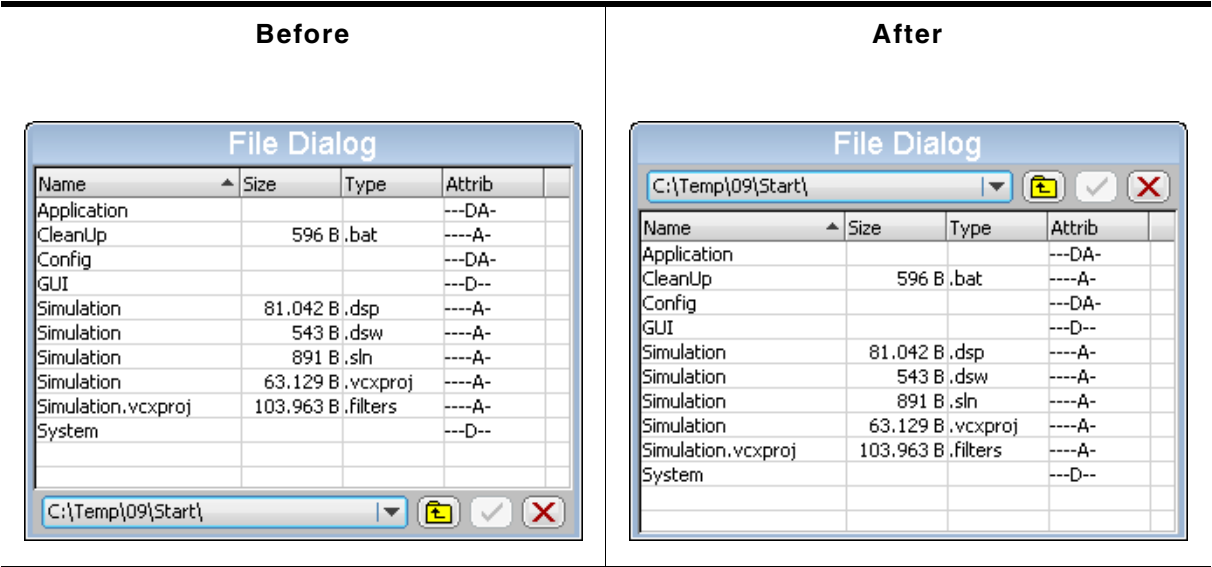 Before
After
File Dialog
Name Size Type Attrib
Application ---DA-
CleanUp 596 B .bat ----A-
Config ---DA-
GUI ---D--
Simulation 81.042 B .dsp ----A-
Simulation 543 B .dsw ----A-
Simulation 891 B .sln ----A-
Simulation 63.129 B .vcxproj ----A-
Simulation.vcxproj 103.963 B .filters ----A-
System ---D--
C:\Temp\09\Start\
File Dialog
C:\Temp\09\Start\
Name Size Type Attrib
Application ---DA-
CleanUp 596 B .bat ----A-
Config ---DA-
GUI ---D--
Simulation 81.042 B .dsp ----A-
Simulation 543 B .dsw ----A-
Simulation 891 B .sln ----A-
Simulation 63.129 B .vcxproj ----A-
Simulation.vcxproj 103.963 B .filters ----A-
System ---D--